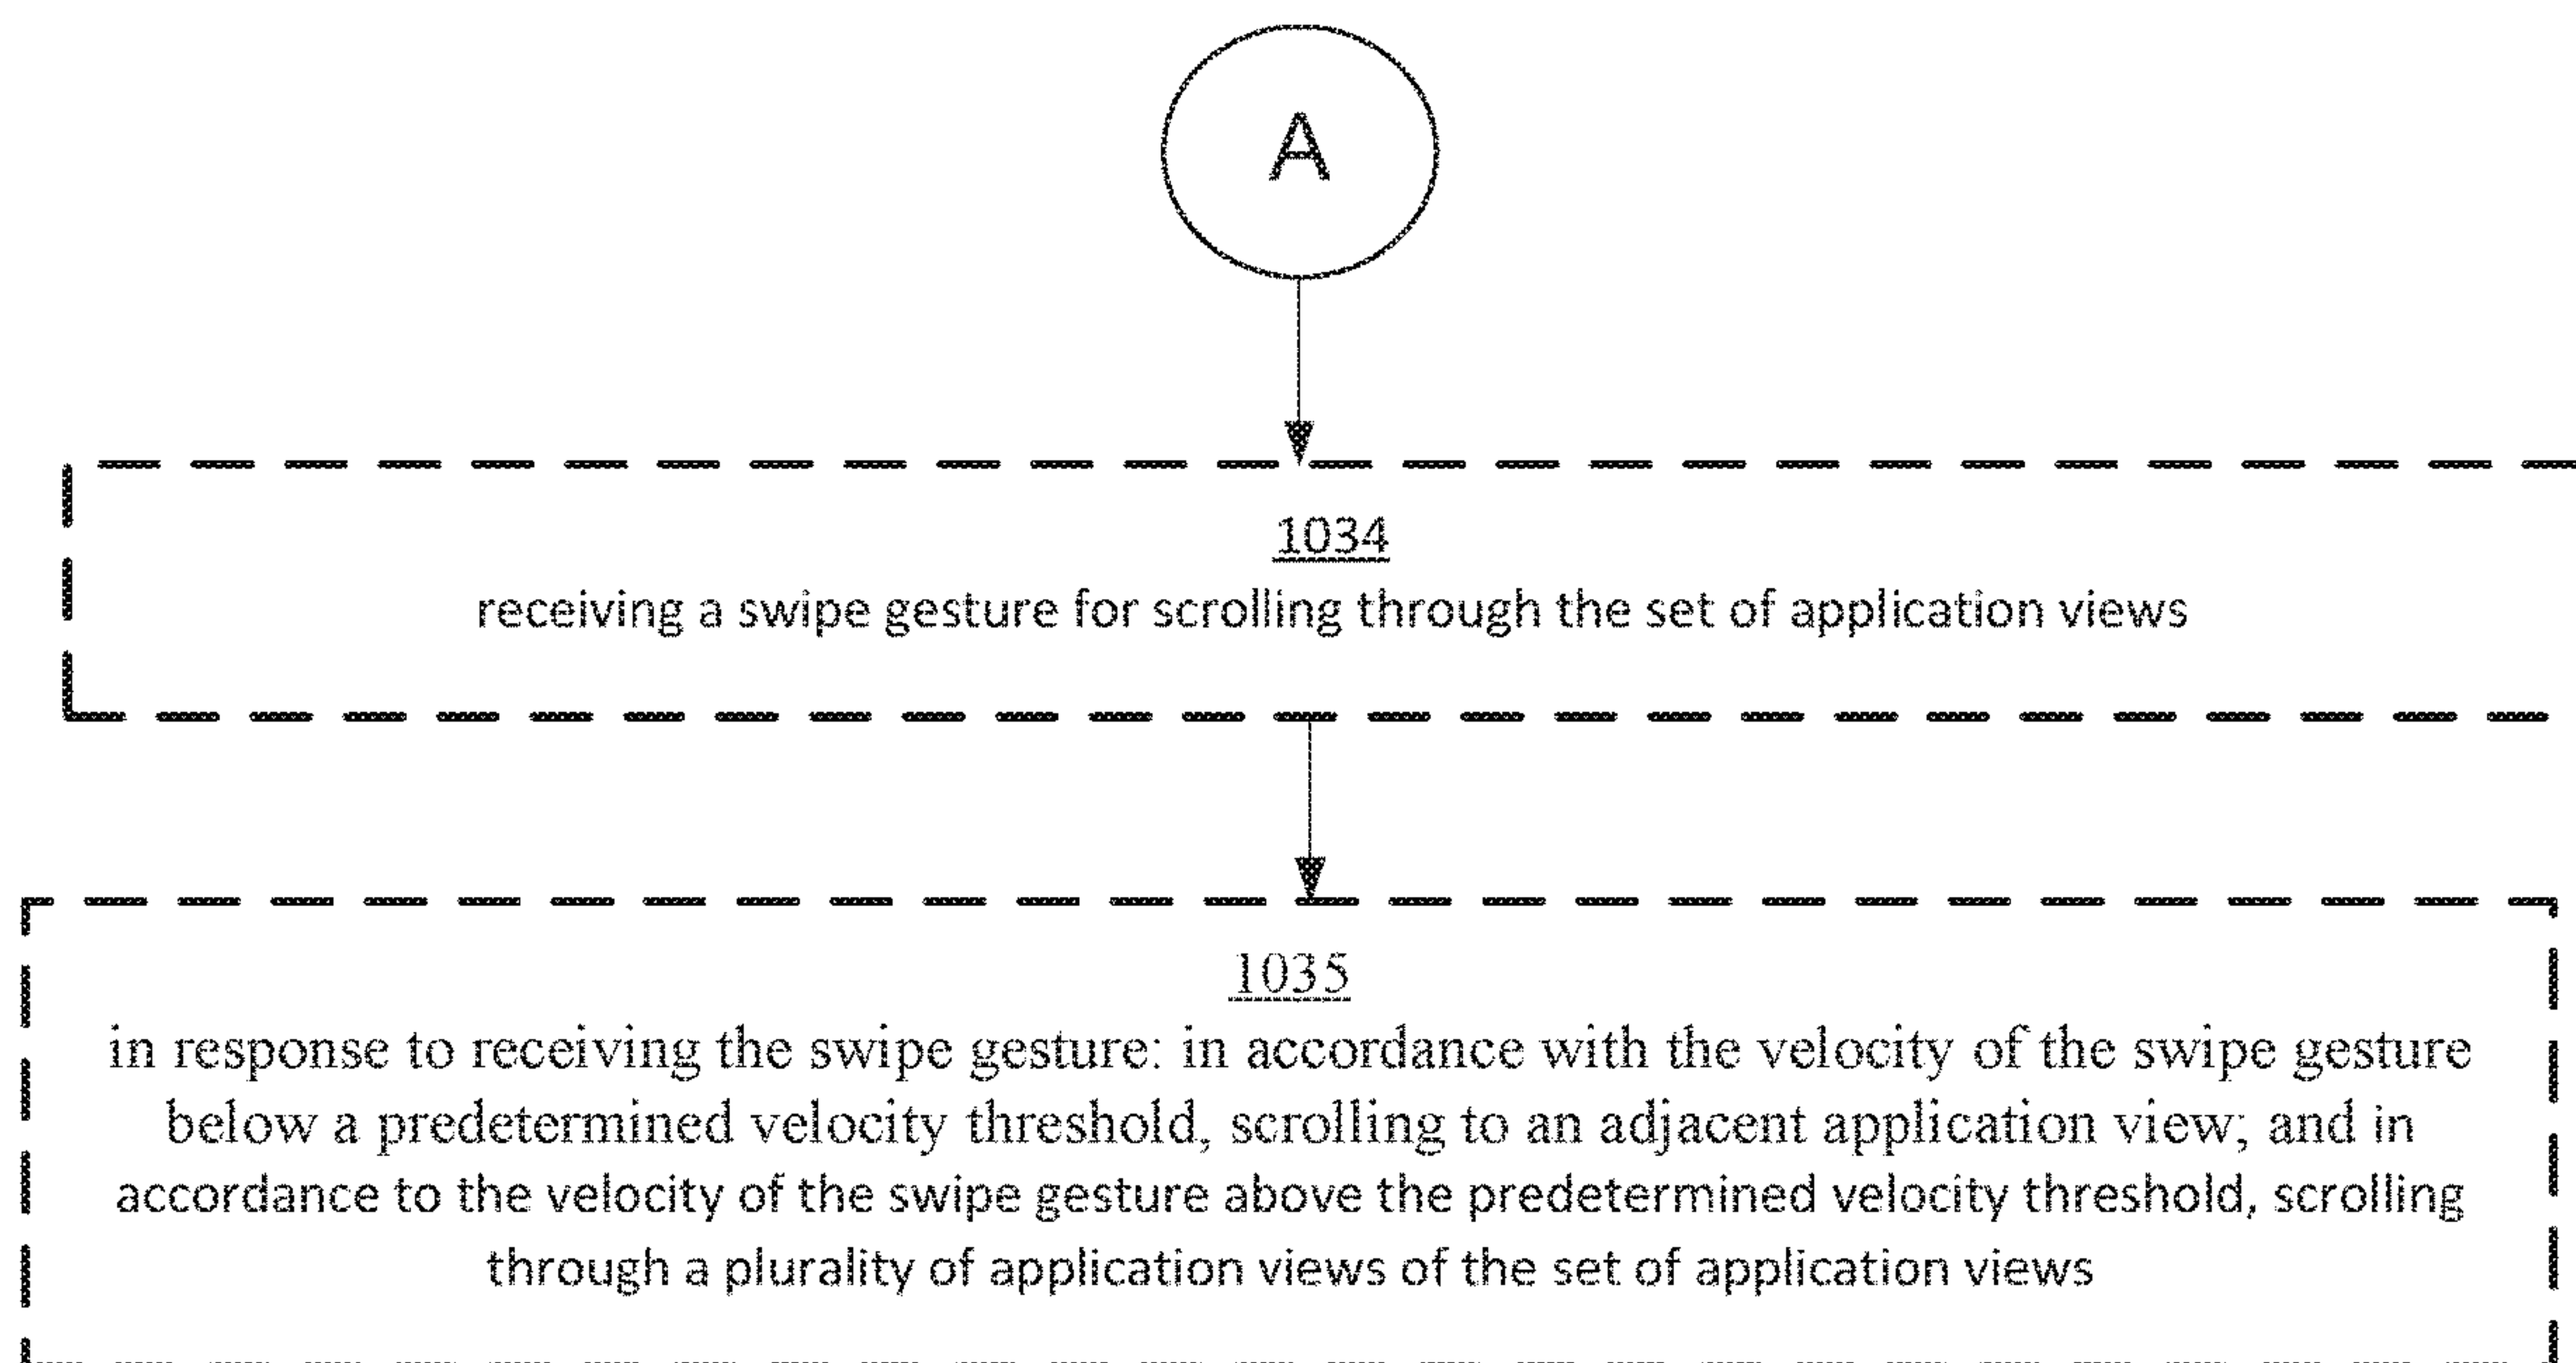 A
1034
receiving a swipe gesture for scrolling through the set of application views
1035
in response to receiving the swipe gesture: in accordance with the velocity of the swipe gesture
below a predetermined velocity threshold, scrolling to an adjacent application view; and in
accordance to the velocity of the swipe gesture above the predetermined velocity threshold, scrolling
through a plurality of application views of the set of application views